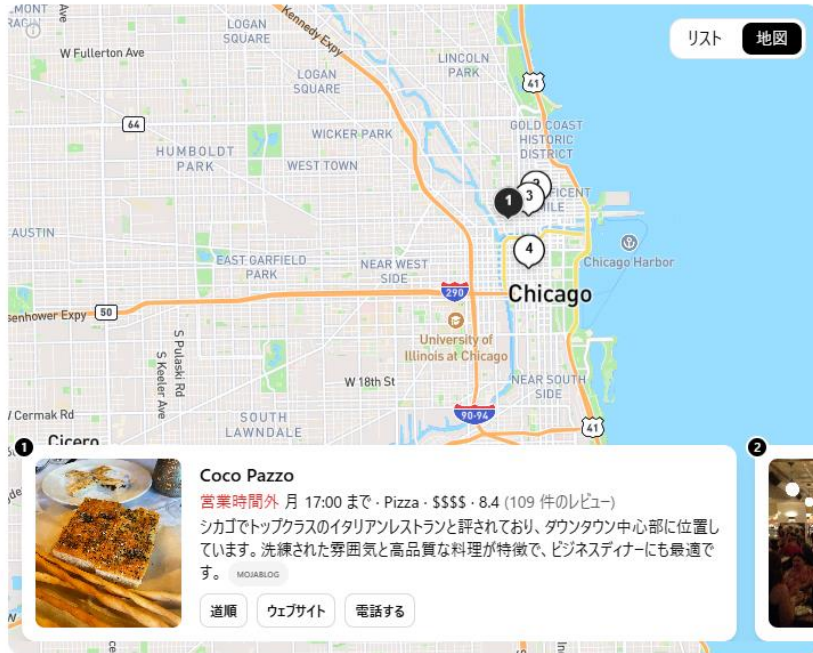 MONT
LOGAN
SQUARE
Kennedy Expy
リスト
地図
W Fullerton Ave
LINCOLN
PARK
LOGAN
SQUARE
41
64
GOLD COAST
HISTORIC
DISTRICT
WICKER PARK
HUMBOLDT
PARK
WEST TOWN
1
3
AUSTIN
4
EAST GARFIELD
PARK
NEAR WEST
SIDE
Chicago Harbor
290
Chicago
50
senhower Expy
University of
Illinois at Chicago
S Pulaski Rd
S Keeler Ave
W 18th St
NEAR SOUTH
SIDE
W Cermak Rd
SOUTH
LAWNDALE
90-94
41
Cicero
1
2
Coco Pazzo
営業時間外 月 17:00 まで · Pizza · $$$$ · 8.4 (109 件のレビュー)
シカゴでトップクラスのイタリアンレストランと評されており、ダウンタウン中心部に位置し
ています。洗練された雰囲気と高品質な料理が特徴で、ビジネスディナーにも最適で
す。 MOJABLOG
道順
ウェブサイト
電話する